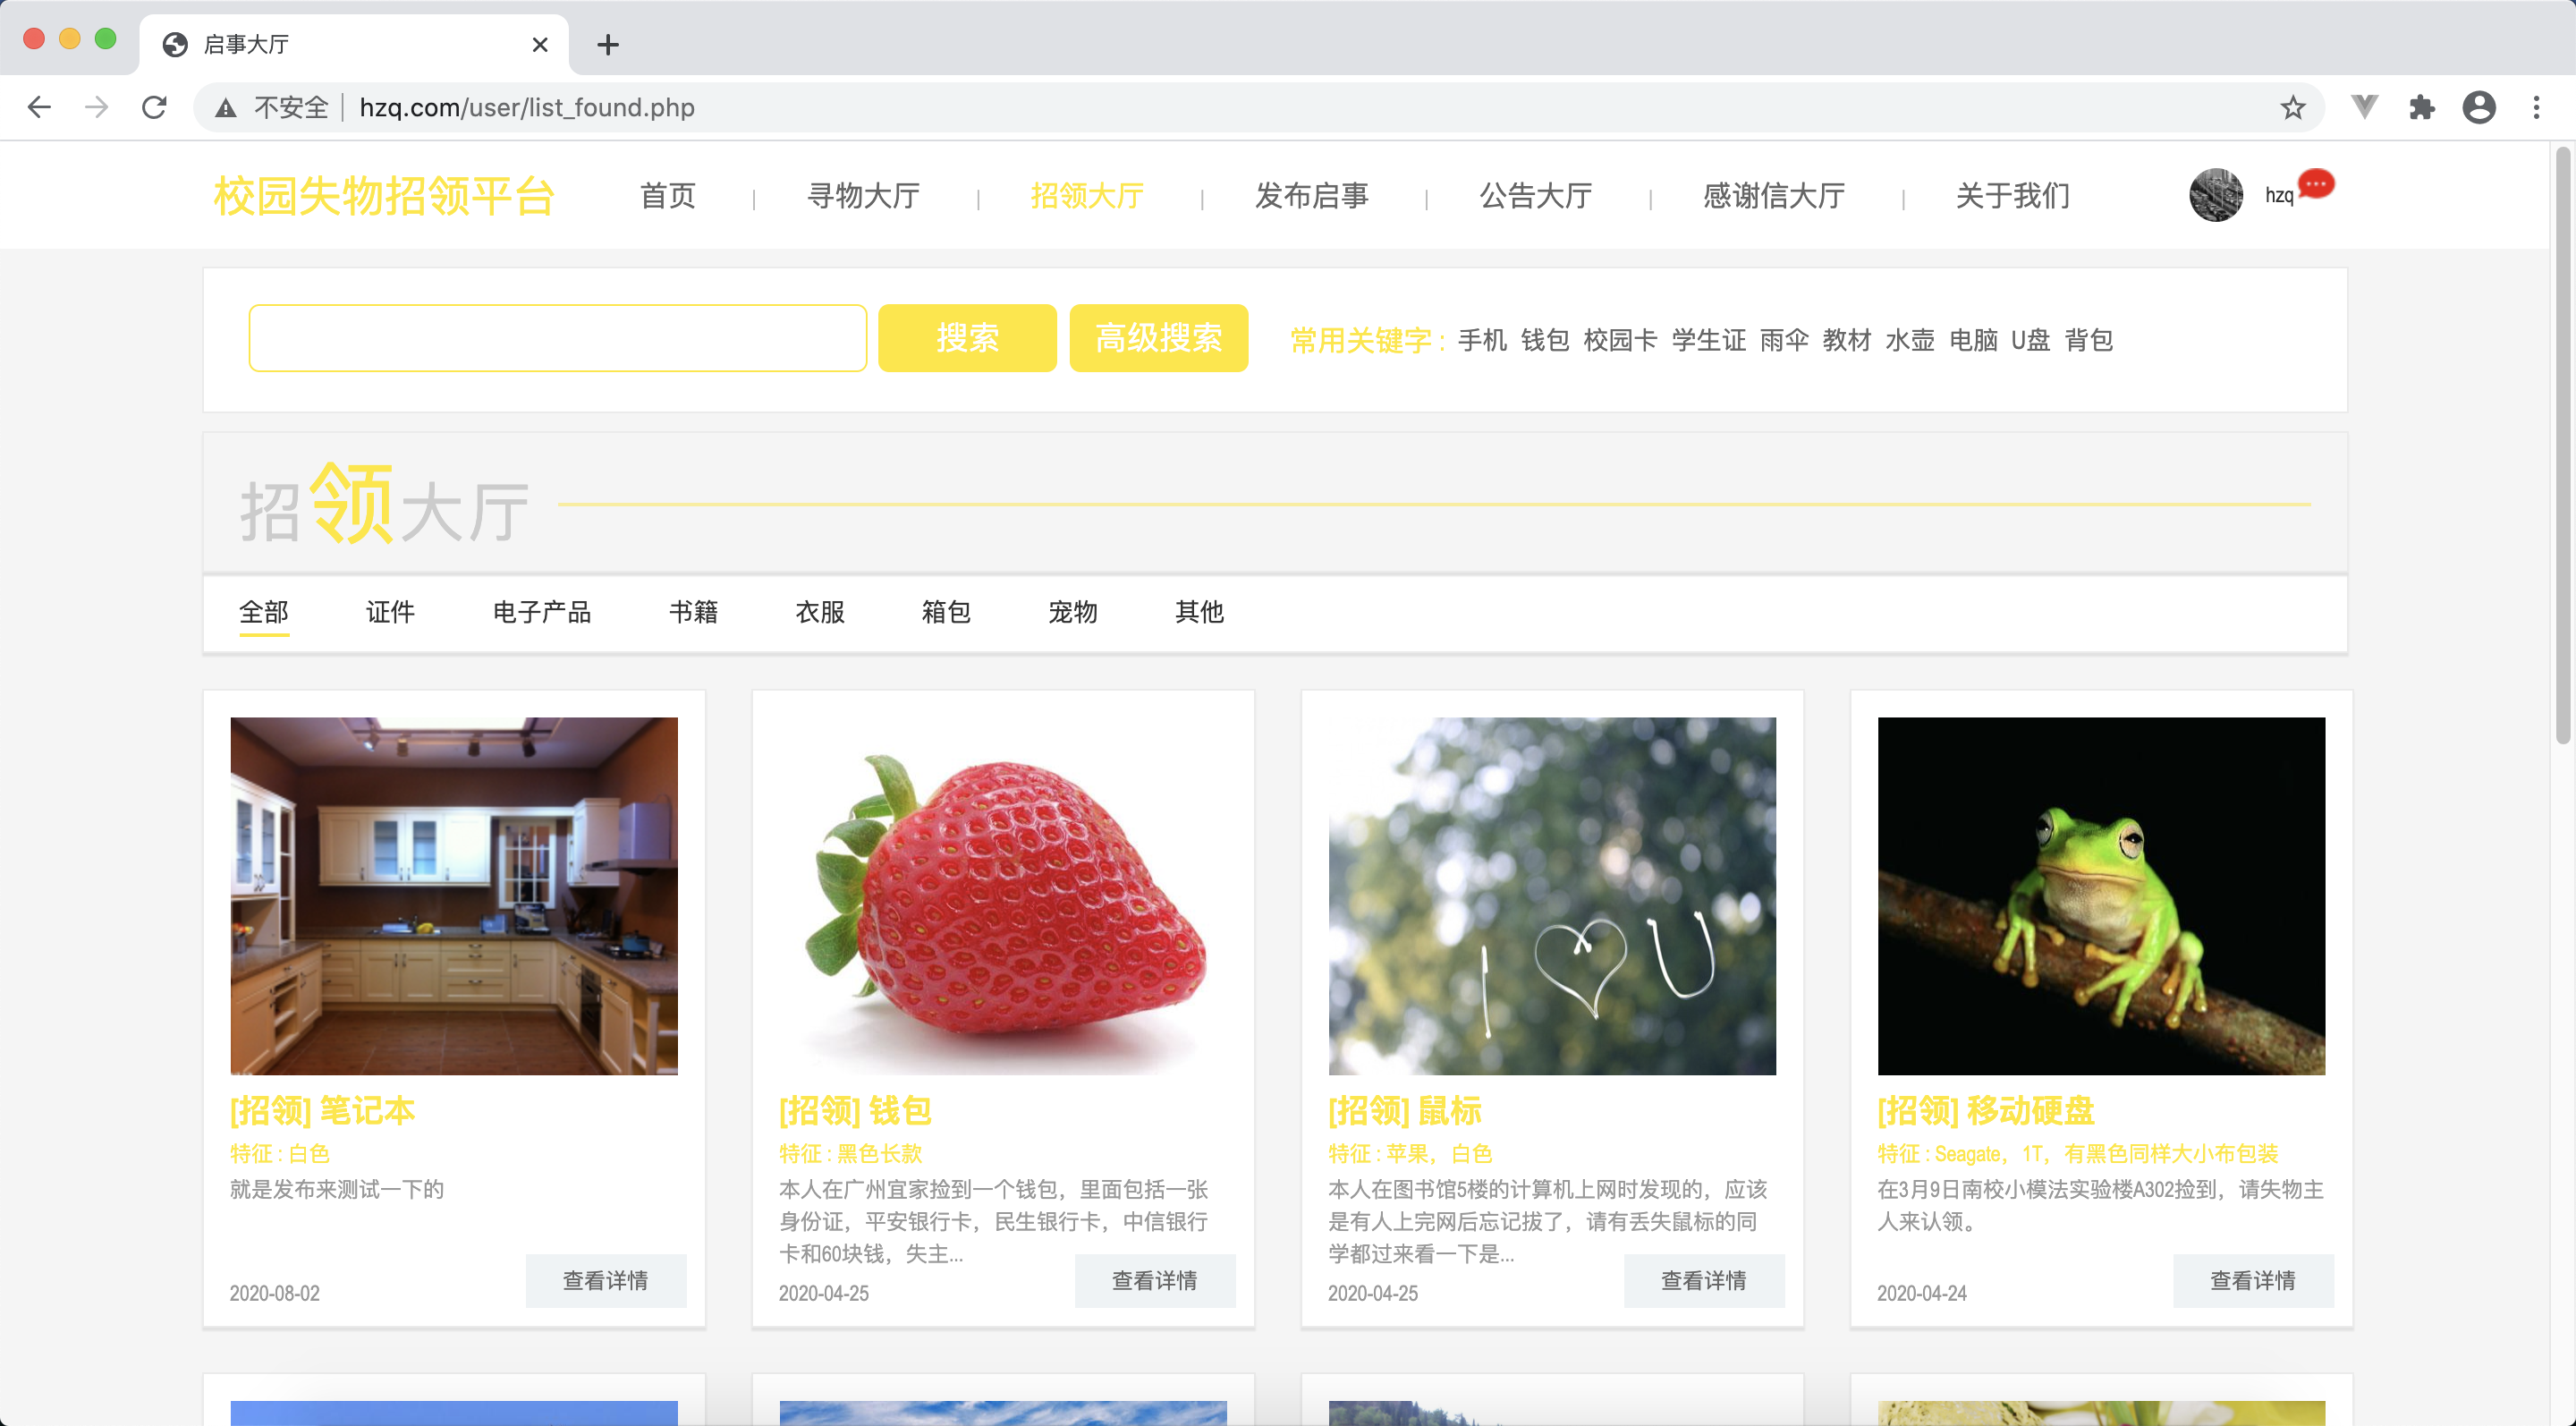 启事大厅
不安全 | hzq.com/user/list_found.php
校园失物招领平台 首页 | 寻物大厅 | 招领大厅 | 发布启事 | 公告大厅 | 感谢信大厅 | 关于我们 hzq
搜索 高级搜索 常用关键字 : 手机 钱包 校园卡 学生证 雨伞 教材 水壶 电脑 U盘 背包
招领大厅
全部 证件 电子产品 书籍 衣服 箱包 宠物 其他
I ♡ U
[招领] 笔记本
特征 : 白色
就是发布来测试一下的
2020-08-02 查看详情
[招领] 钱包
特征 : 黑色长款
本人在广州宜家捡到一个钱包，里面包括一张
身份证，平安银行卡，民生银行卡，中信银行
卡和60块钱，失主...
2020-04-25 查看详情
[招领] 鼠标
特征 : 苹果，白色
本人在图书馆5楼的计算机上网时发现的，应该
是有人上完网后忘记拔了，请有丢失鼠标的同
学都过来看一下是...
2020-04-25 查看详情
[招领] 移动硬盘
特征 : Seagate，1T，有黑色同样大小布包装
在3月9日南校小模法实验楼A302捡到，请失物主
人来认领。
2020-04-24 查看详情